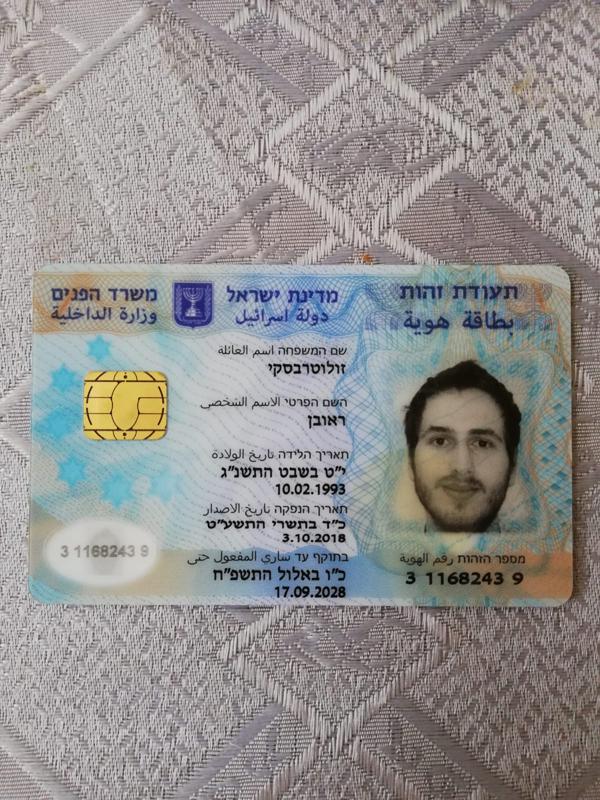 משרד הפנים
وزارة الداخلية
מדינת ישראל
دولة اسرائيل
תעודת זהות
بطاقة هوية
שם המשפחה اسم العائلة
זולוטרבסקי
השם הפרטי الاسم الشخصي
ראובן
תאריך הלידה تاريخ الولادة
י"ט בשבט התשנ"ג
10.02.1993
תאריך הנפקה تاريخ الاصدار
כ"ד בתשרי התשע"ט
3.10.2018
בתוקף עד ساري المفعول حتى
כ"ו באלול התשפ"ח
17.09.2028
מספר הזהות رقم الهوية
3 1168243 9
3 1168243 9